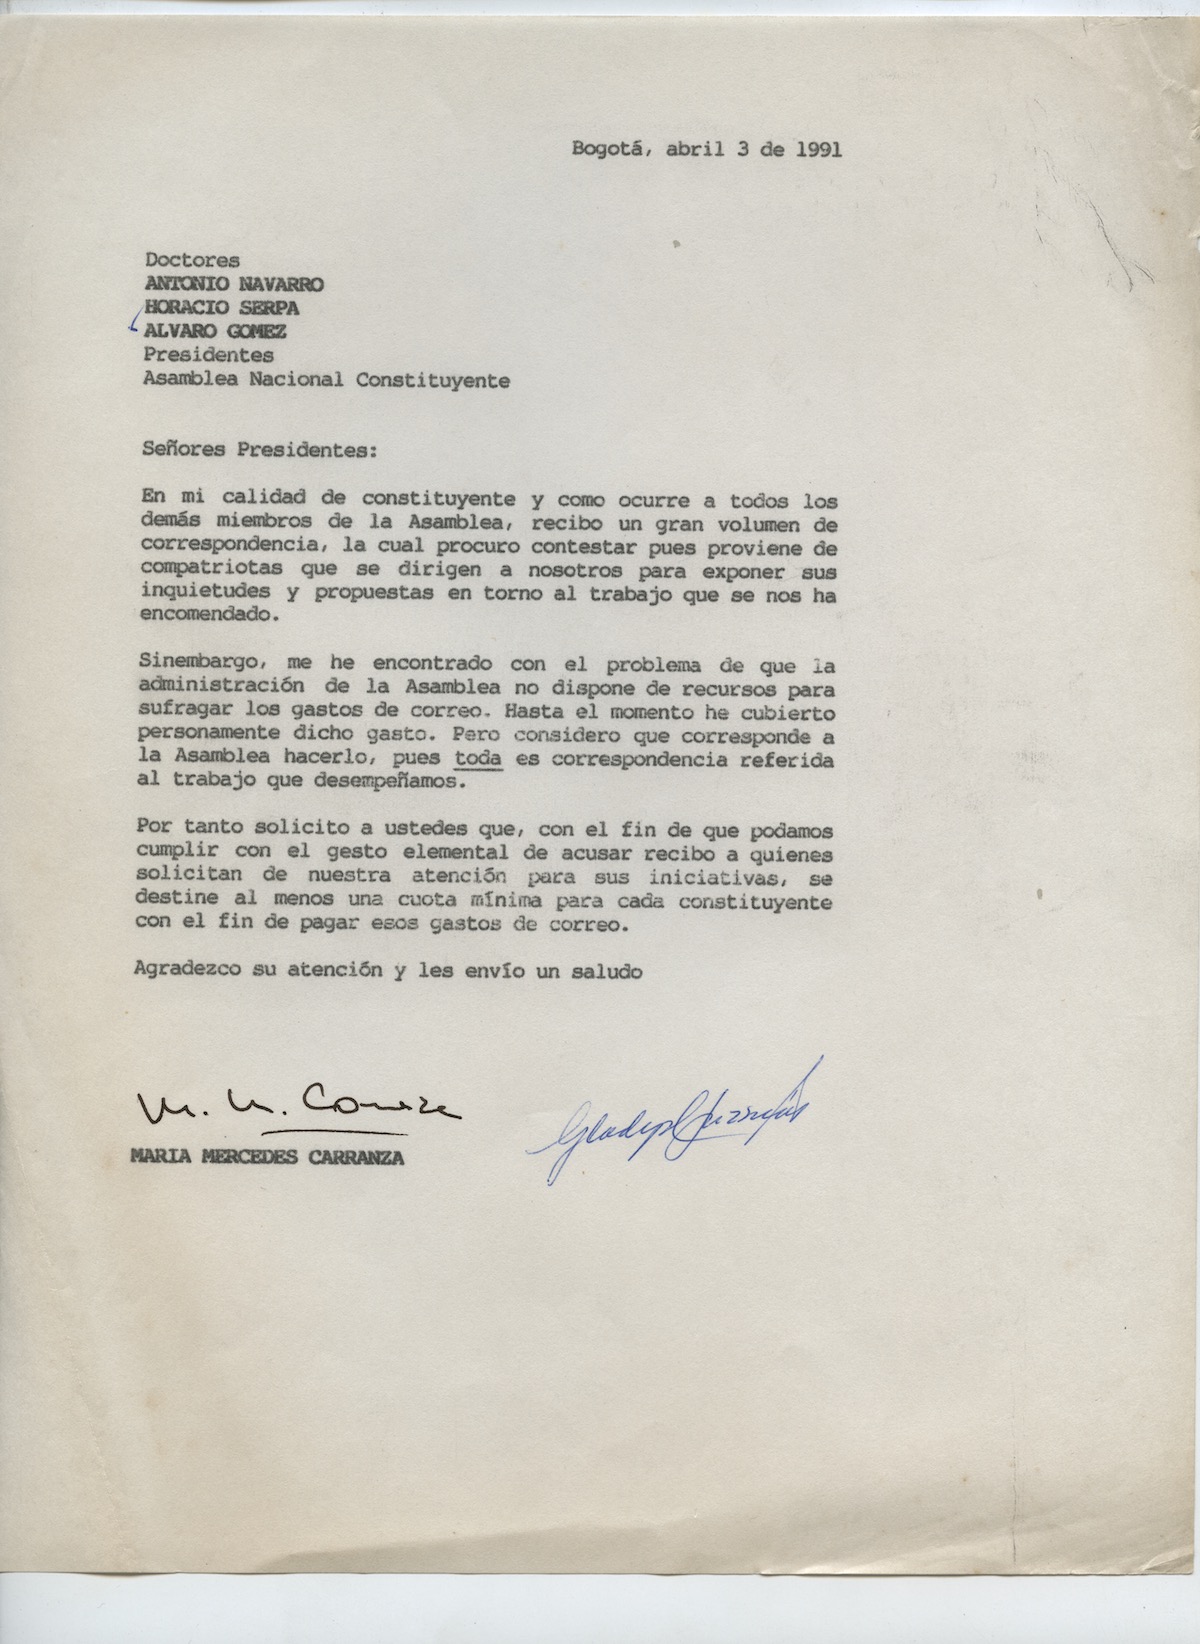 Bogotá, abril 3 de 1991
Doctores
ANTONIO NAVARRO
HORACIO SERPA
ALVARO GOMEZ
Presidentes
Asamblea Nacional Constituyente
Señores Presidentes:
En mi calidad de constituyente y como ocurre a todos los
demás miembros de la Asamblea, recibo un gran volumen de
correspondencia, la cual procuro contestar pues proviene de
compatriotas que se dirigen a nosotros para exponer sus
inquietudes y propuestas en torno al trabajo que se nos ha
encomendado.
Sinembargo, me he encontrado con el problema de que la
administración de la Asamblea no dispone de recursos para
sufragar los gastos de correo. Hasta el momento he cubierto
personamente dicho gasto. Pero considero que corresponde a
la Asamblea hacerlo, pues toda es correspondencia referida
al trabajo que desempeñamos.
Por tanto solicito a ustedes que, con el fin de que podamos
cumplir con el gesto elemental de acusar recibo a quienes
solicitan de nuestra atención para sus iniciativas, se
destine al menos una cuota mínima para cada constituyente
con el fin de pagar esos gastos de correo.
Agradezco su atención y les envío un saludo
M. M. Carranza
MARIA MERCEDES CARRANZA
Gladys